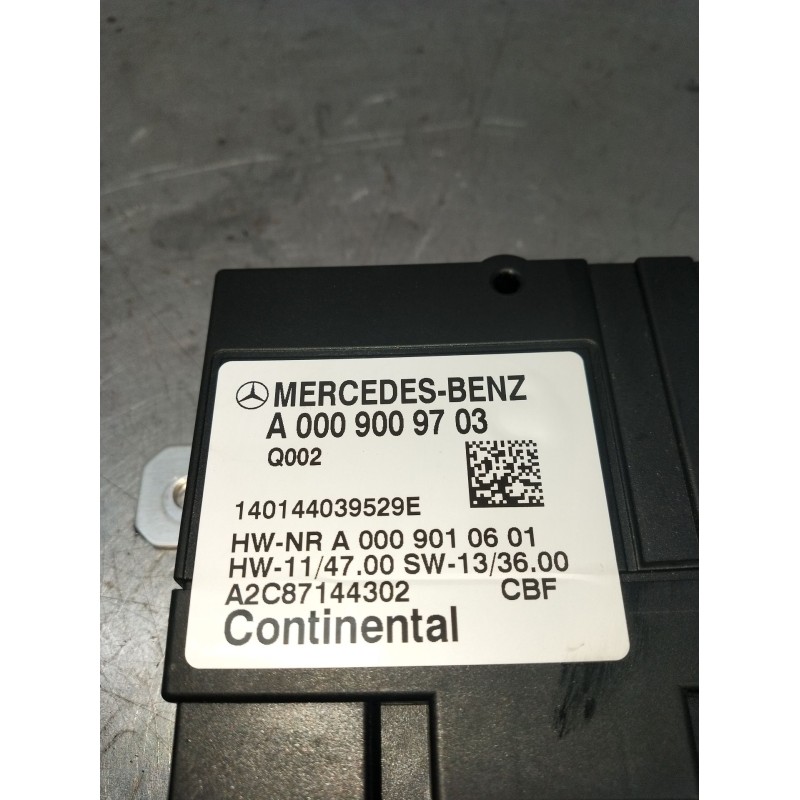 MERCEDES-BENZ
A 000 900 97 03
Q002
140144039529E
HW-NR A 000 901 06 01
HW-11/47.00 SW-13/36.00
A2C87144302 CBF
Continental